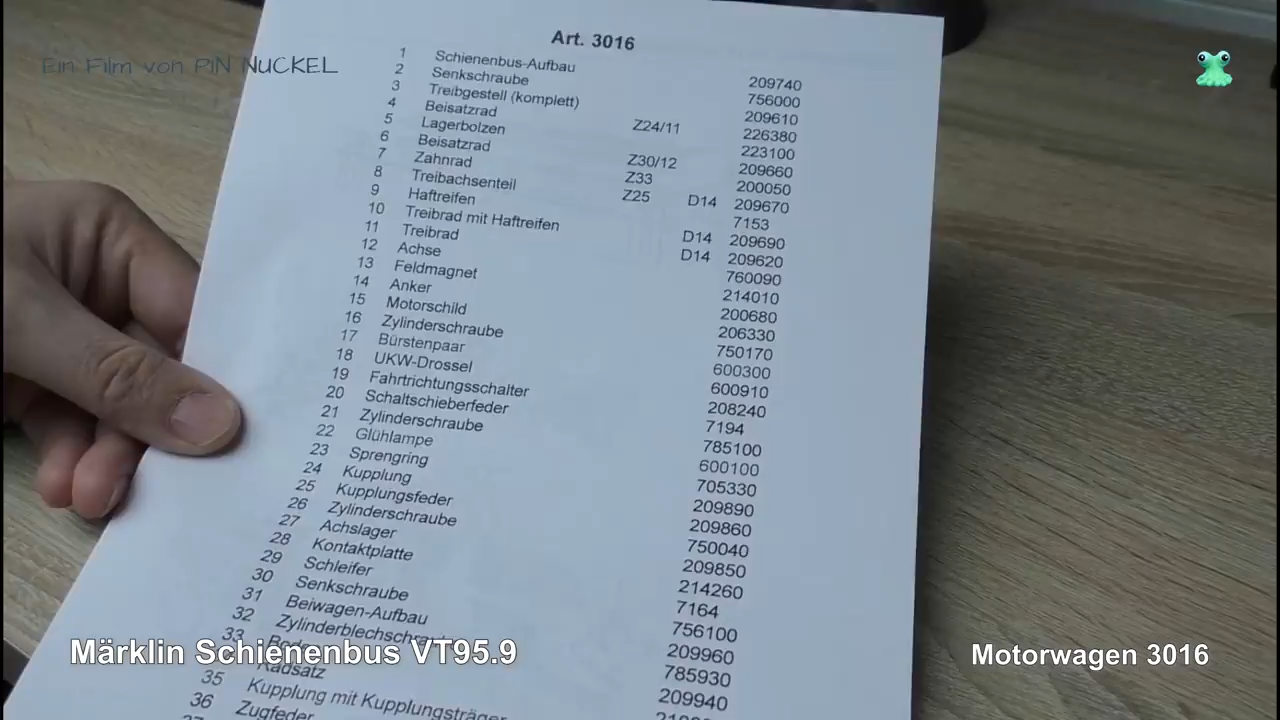 Ein Film von PIN NUCKEL
Art. 3016
1 Schienenbus-Aufbau 209740
2 Senkschraube 756000
3 Treibgestell (komplett) 209610
4 Beisatzrad Z24/11 226380
5 Lagerbolzen 223100
6 Beisatzrad Z30/12 209660
7 Zahnrad Z33 200050
8 Treibachsenteil Z25 D14 209670
9 Haftreifen 7153
10 Treibrad mit Haftreifen D14 209690
11 Treibrad D14 209620
12 Achse 760090
13 Feldmagnet 214010
14 Anker 200680
15 Motorschild 206330
16 Zylinderschraube 750170
17 Bürstenpaar 600300
18 UKW-Drossel 600910
19 Fahrtrichtungsschalter 208240
20 Schaltschieberfeder 7194
21 Zylinderschraube 785100
22 Glühlampe 600100
23 Sprengring 705330
24 Kupplung 209890
25 Kupplungsfeder 209860
26 Zylinderschraube 750040
27 Achslager 209850
28 Kontaktplatte 214260
29 Schleifer 7164
30 Senkschraube 756100
31 Beiwagen-Aufbau 209960
32 Zylinderblechschraube 785930
33 209940
Radsatz
35 Kupplung mit Kupplungsträger
36 Zugfeder
Märklin Schienenbus VT95.9
Motorwagen 3016